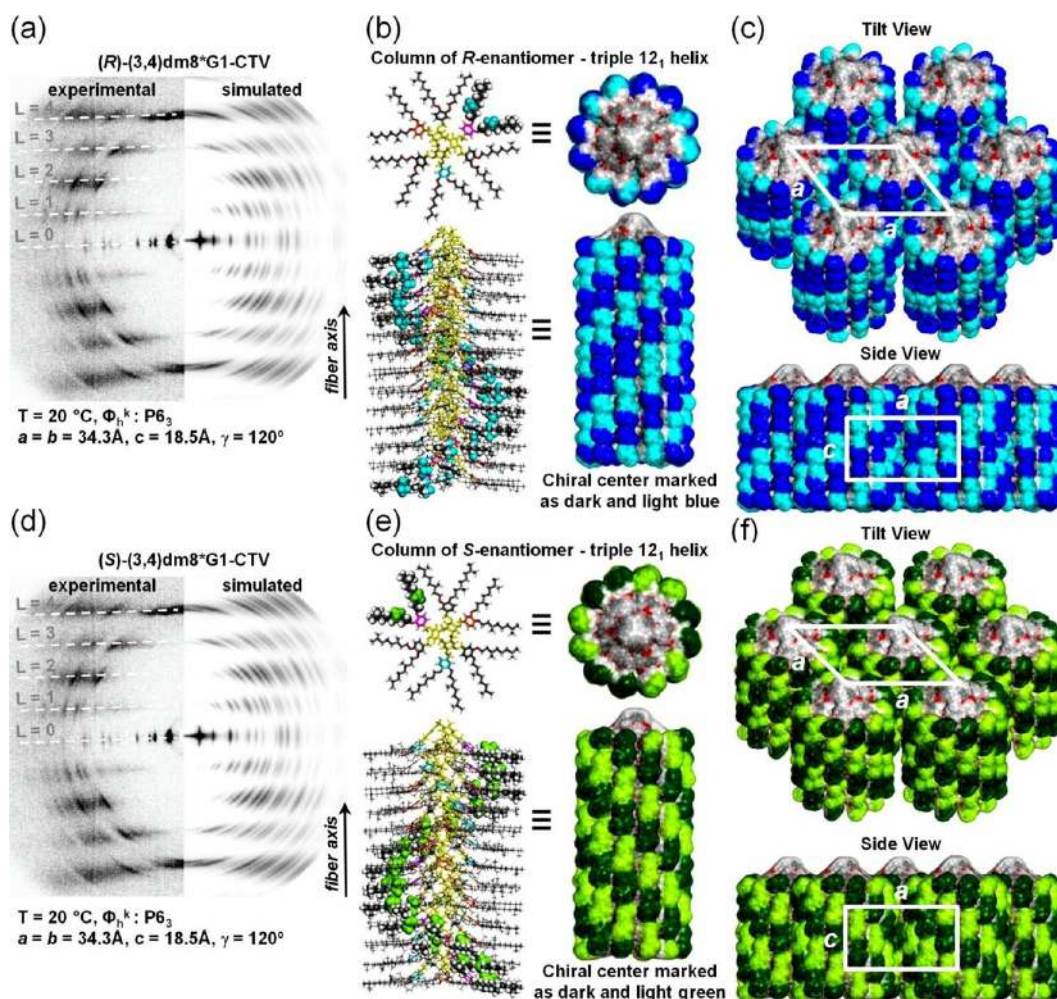 (a)
(R)-(3,4)dm8*G1-CTV
experimental simulated
L = 4
L = 3
L = 2
L = 1
L = 0
fiber axis
T = 20 °C, Φh^k : P63
a = b = 34.3Å, c = 18.5Å, γ = 120°
(b)
Column of R-enantiomer - triple 121 helix
Chiral center marked
as dark and light blue
(c)
Tilt View
a
a
Side View
a
c
(d)
(S)-(3,4)dm8*G1-CTV
experimental simulated
L = 4
L = 3
L = 2
L = 1
L = 0
fiber axis
T = 20 °C, Φh^k : P63
a = b = 34.3Å, c = 18.5Å, γ = 120°
(e)
Column of S-enantiomer - triple 121 helix
Chiral center marked
as dark and light green
(f)
Tilt View
a
a
Side View
a
c